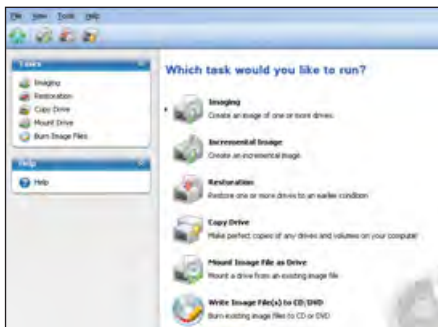 File View Tools Help
Tasks
Imaging
Restoration
Copy Drive
Mount Drive
Burn Image Files
Help
Help
Which task would you like to run?
Imaging
Create an image of one or more drives.
Incremental Image
Create an incremental image.
Restoration
Restore one or more drives to an earlier condition
Copy Drive
Make perfect copies of any drives and volumes on your computer
Mount Image File as Drive
Mount a drive from an existing image file
Write Image File(s) to CD/DVD
Burn existing image files to CD or DVD